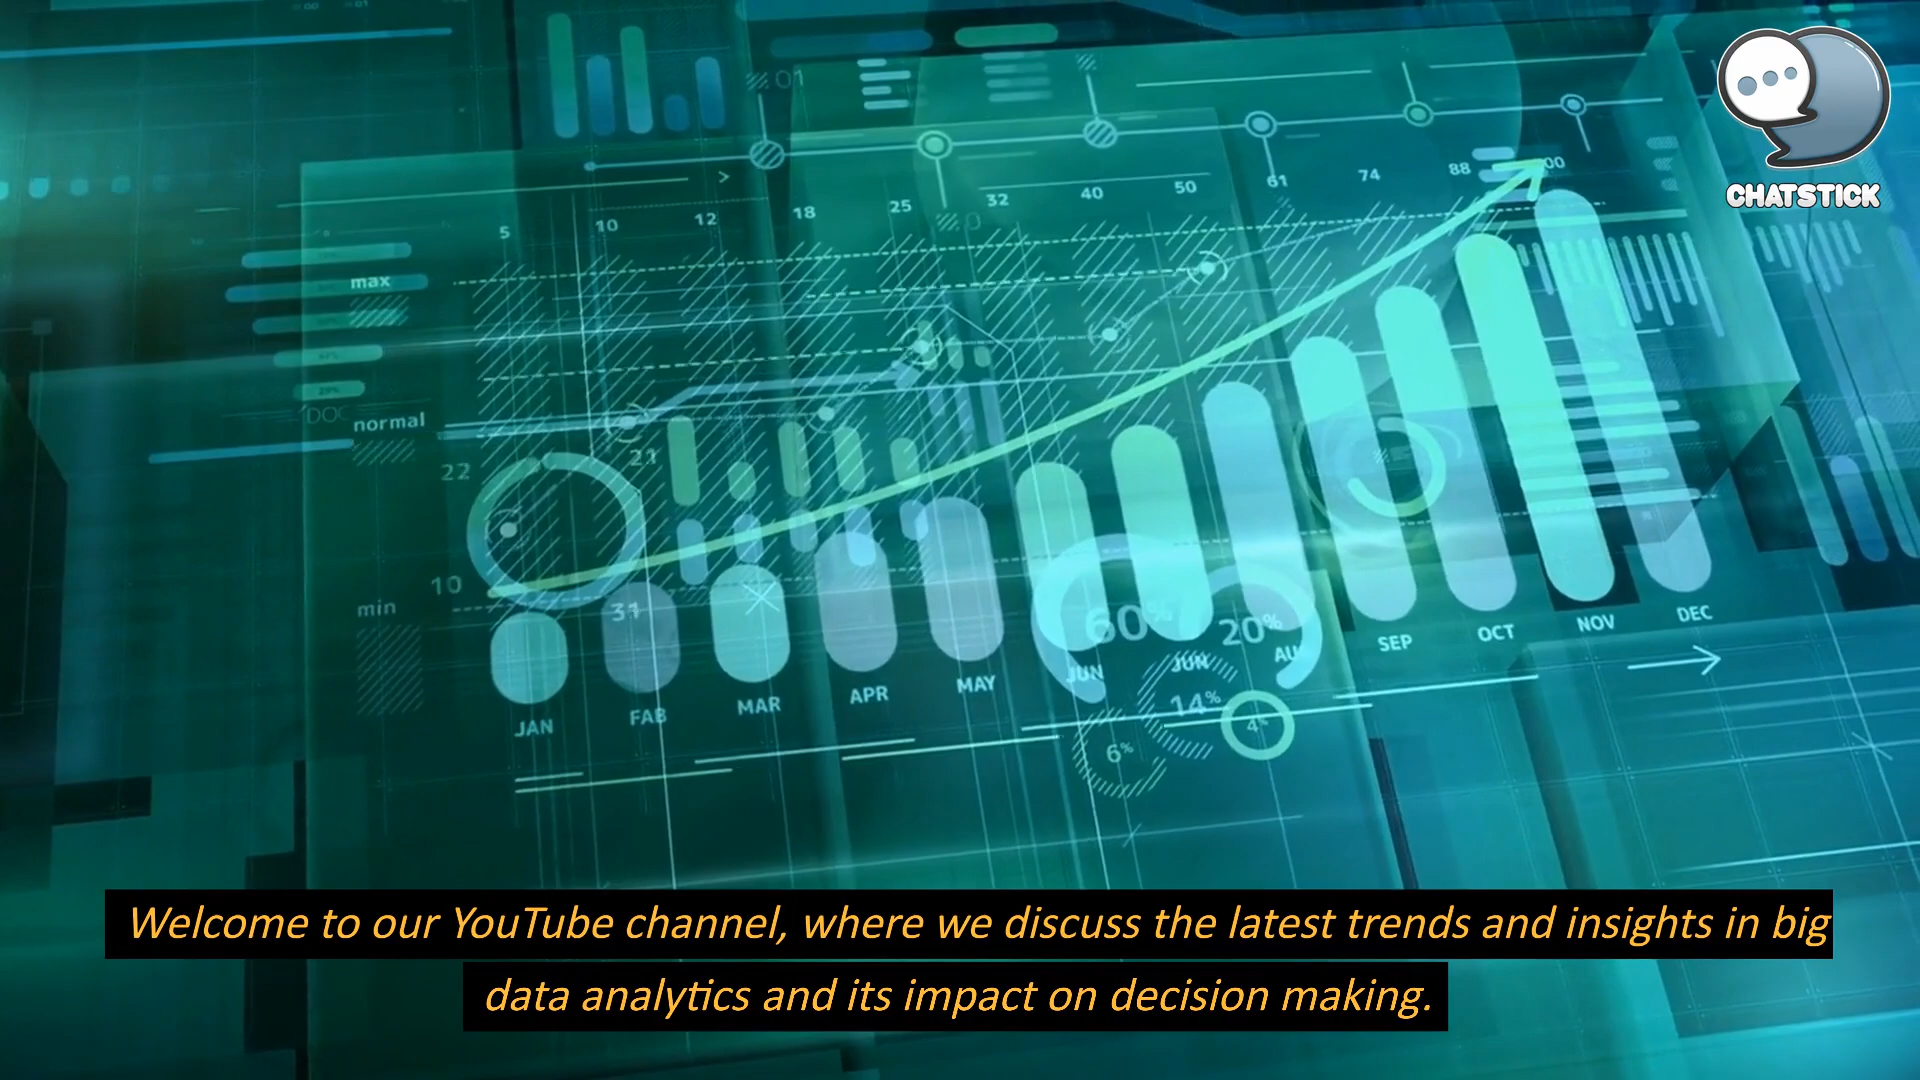 01
CHATSTICK
5 10 12 18 25 32 40 50 61 74 88
max
normal
22
21
10
min
31
60%
20%
JAN FAB MAR APR MAY JUN JUN AU SEP OCT NOV DEC
14%
4%
6%
Welcome to our YouTube channel, where we discuss the latest trends and insights in big
data analytics and its impact on decision making.